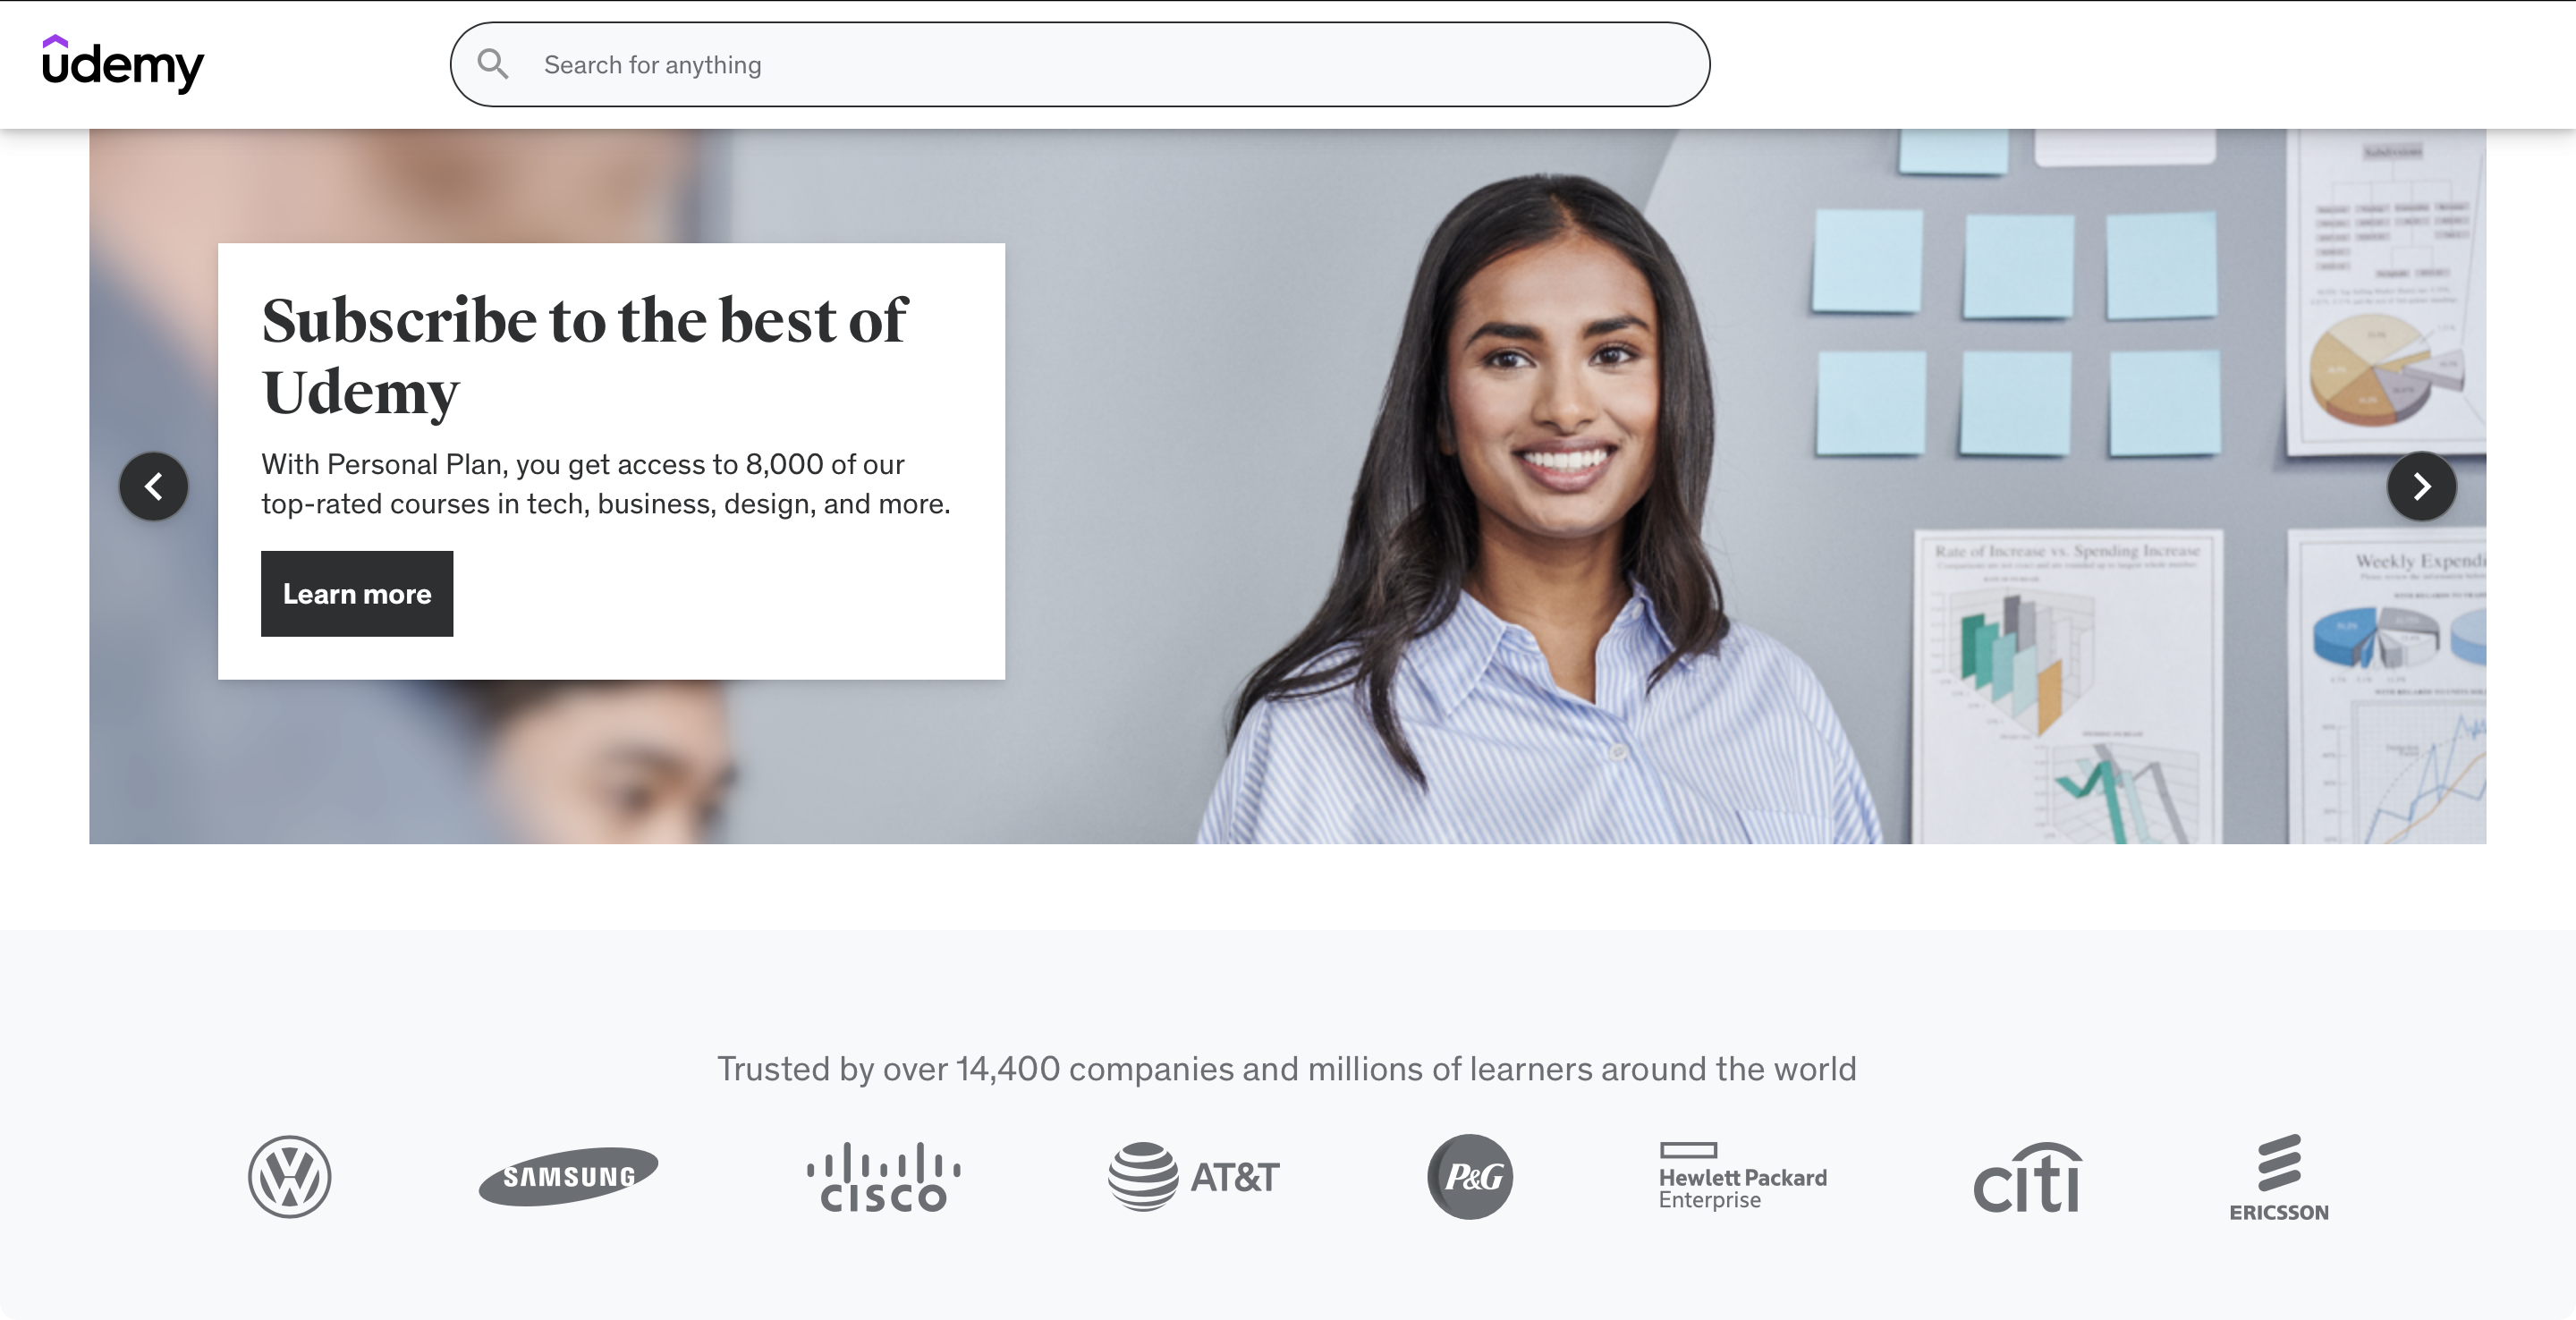 udemy
Search for anything
Subdivisions
Subscribe to the best of
Udemy
With Personal Plan, you get access to 8,000 of our
top-rated courses in tech, business, design, and more.
Learn more
Rate of Increase vs. Spending Increase
Weekly Expendi
Trusted by over 14,400 companies and millions of learners around the world
SAMSUNG
CISCO
AT&T
P&G
Hewlett Packard
Enterprise
citi
ERICSSON